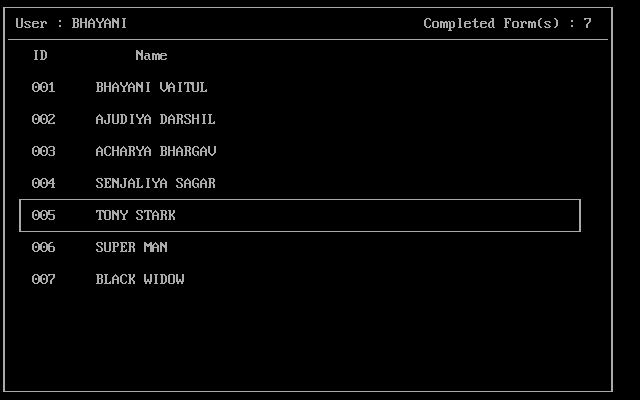 User : BHAYANI Completed Form(s) : 7
ID Name
001 BHAYANI VAITUL
002 AJUDIYA DARSHIL
003 ACHARYA BHARGAV
004 SENJALIYA SAGAR
005 TONY STARK
006 SUPER MAN
007 BLACK WIDOW